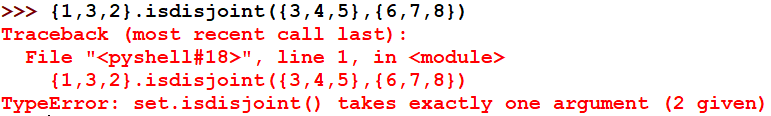 >>> {1,3,2}.isdisjoint({3,4,5},{6,7,8})
Traceback (most recent call last):
  File "<pyshell#18>", line 1, in <module>
    {1,3,2}.isdisjoint({3,4,5},{6,7,8})
TypeError: set.isdisjoint() takes exactly one argument (2 given)